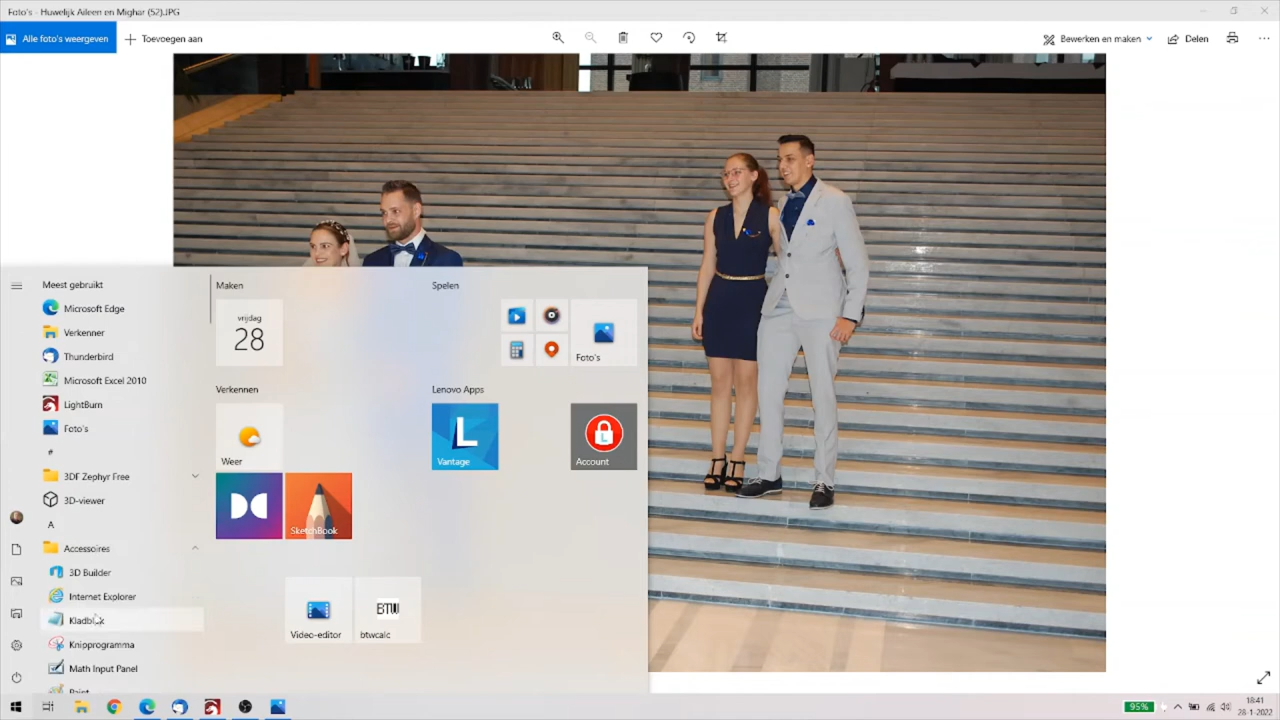 Foto's - Huwelijk Aileen en Mighar (52).JPG
Alle foto's weergeven
Toevoegen aan
Bewerken en maken
Delen
Meest gebruikt
Microsoft Edge
Verkenner
Thunderbird
Microsoft Excel 2010
LightBurn
Foto's
#
3DF Zephyr Free
3D-viewer
A
Accessoires
3D Builder
Internet Explorer
Kladblok
Knipprogramma
Math Input Panel
Paint
Maken
vrijdag
28
Verkennen
Weer
SketchBook
Video-editor
BTW
btwcalc
Spelen
Foto's
Lenovo Apps
L
Vantage
L
Account
95%
18:41
28-1-2022